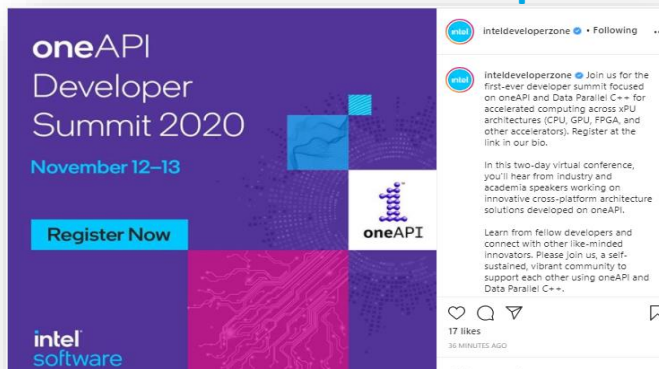 oneAPI
Developer
Summit 2020
November 12–13
Register Now
1
oneAPI
intel
software
intel
inteldeveloperzone • Following
intel
inteldeveloperzone Join us for the
first-ever developer summit focused
on oneAPI and Data Parallel C++ for
accelerated computing across xPU
architectures (CPU, GPU, FPGA, and
other accelerators). Register at the
link in our bio.
In this two-day virtual conference,
you'll hear from industry and
academia speakers working on
innovative cross-platform architecture
solutions developed on oneAPI.
Learn from fellow developers and
connect with other like-minded
innovators. Please join us, a self-
sustained, vibrant community to
support each other using oneAPI and
Data Parallel C++.
17 likes
36 MINUTES AGO